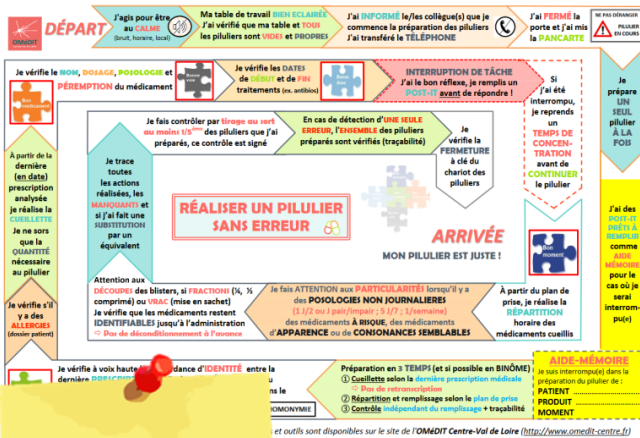 OMéDIT
DÉPART
J'agis pour être
au CALME
(bruit, horaire, local)
Ma table de travail BIEN ECLAIRÉE
J'ai vérifié que ma table et TOUS
les piluliers sont VIDES et PROPRES
J'ai INFORMÉ le/les collègue(s) que je
commence la préparation des piluliers
J'ai transféré le TÉLÉPHONE
J'ai FERMÉ la
porte et j'ai mis
la PANCARTE
NE PAS DÉRANGER
PILULIER
EN COURS
Je
prépare
UN
SEUL
pilulier
À LA
FOIS
J'ai des
POST-IT
PRÊTS À
REMPLIR
comme
AIDE
MÉMOIRE
pour le
cas où je
serai
interrom-
pu(e)
AIDE-MÉMOIRE
Je suis interrompu(e) dans la
préparation du pilulier de :
PATIENT
PRODUIT
MOMENT
Préparation en 3 TEMPS (et si possible en BINÔME)
① Cueillette selon la dernière prescription médicale
⇨ Pas de retranscription
② Répartition et remplissage selon le plan de prise
③ Contrôle indépendant du remplissage + traçabilité
Je vérifie à voix haute
dance d'IDENTITÉ entre la
dernière
HOMONYMIE
Je vérifie s'il
y a des
ALLERGIES
(dossier patient)
À partir de la
dernière
(en date)
prescription
analysée
je réalise la
CUEILLETTE
Je ne sors
que la
QUANTITÉ
nécessaire
au pilulier
Bon
médicament
Je vérifie le NOM, DOSAGE, POSOLOGIE et
PÉREMPTION du médicament
Bonne
voie
Je vérifie les DATES
de DÉBUT et de FIN
traitements (ex. antibios)
Bon
INTERRUPTION DE TÂCHE
J'ai le bon réflexe, je remplis un
POST-IT avant de répondre !
Si
j'ai été
interrompu,
je reprends
un
TEMPS DE
CONCEN-
TRATION
avant de
CONTINUER
le pilulier
Bon
moment
À partir du plan de
prise, je réalise la
RÉPARTITION
horaire des
médicaments cueillis
Je fais ATTENTION aux PARTICULARITÉS lorsqu'il y a
des POSOLOGIES NON JOURNALIERES
(1 J/2 ou J pair/impair ; 5 J/7 ; 1/semaine)
des médicaments À RISQUE, des médicaments
d'APPARENCE ou de CONSONANCES SEMBLABLES
Attention aux
DÉCOUPES des blisters, si FRACTIONS (¼, ½
comprimé) ou VRAC (mise en sachet)
Je vérifie que les médicaments restent
IDENTIFIABLES jusqu'à l'administration
⇨ Pas de déconditionnement à l'avance
Je trace
toutes
les actions
réalisées, les
MANQUANTS et
si j'ai fait une
SUBSTITUTION
par un
équivalent
Je fais contrôler par tirage au sort
au moins 1/5èms des piluliers que j'ai
préparés, ce contrôle est signé
En cas de détection d'UNE SEULE
ERREUR, l'ENSEMBLE des piluliers
préparés sont vérifiés (traçabilité)
Je
vérifie la
FERMETURE
à clé du
chariot des
piluliers
RÉALISER UN PILULIER
SANS ERREUR
ARRIVÉE
MON PILULIER EST JUSTE !
et outils sont disponibles sur le site de l'OMéDIT Centre-Val de Loire (http://www.omedit-centre.fr)